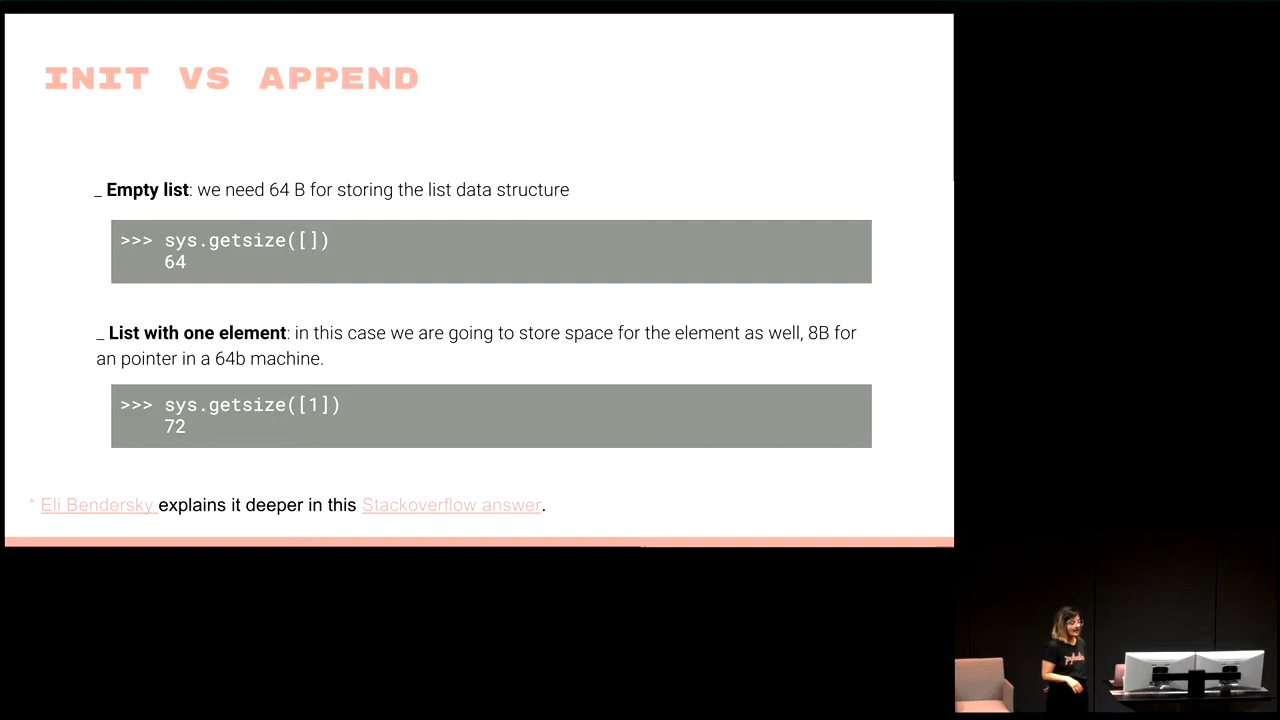 INIT VS APPEND
_ Empty list: we need 64 B for storing the list data structure
>>> sys.getsize([])
64
_ List with one element: in this case we are going to store space for the element as well, 8B for
an pointer in a 64b machine.
>>> sys.getsize([1])
72
* Eli Bendersky explains it deeper in this Stackoverflow answer.